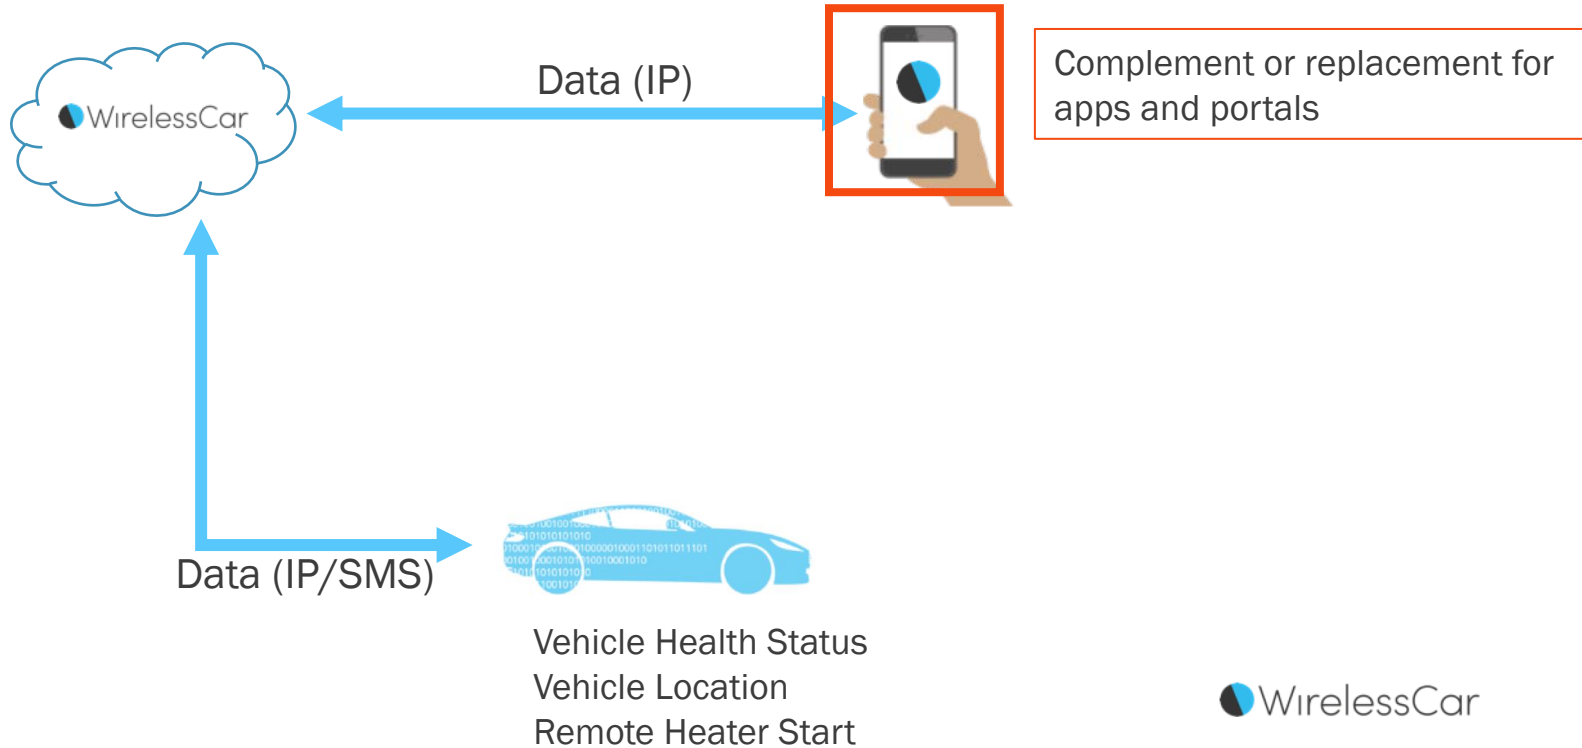 WirelessCar
Data (IP)
Complement or replacement for
apps and portals
Data (IP/SMS)
Vehicle Health Status
Vehicle Location
Remote Heater Start
WirelessCar